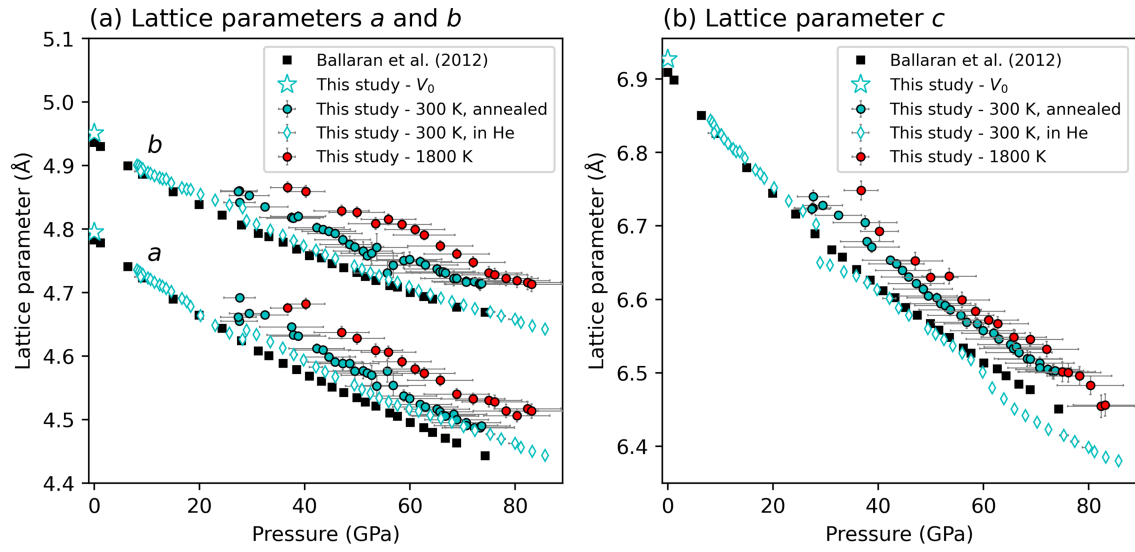 (a) Lattice parameters a and b
5.1
5.0
4.9
4.8
4.7
4.6
4.5
4.4
Lattice parameter (Å)
Ballaran et al. (2012)
This study - V₀
This study - 300 K, annealed
This study - 300 K, in He
This study - 1800 K
b
a
0 20 40 60 80
Pressure (GPa)
(b) Lattice parameter c
6.9
6.8
6.7
6.6
6.5
6.4
Lattice parameter (Å)
Ballaran et al. (2012)
This study - V₀
This study - 300 K, annealed
This study - 300 K, in He
This study - 1800 K
0 20 40 60 80
Pressure (GPa)